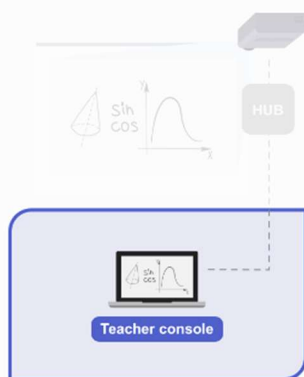 Y
sin
cos
X
HUB
sin
cos
Teacher console